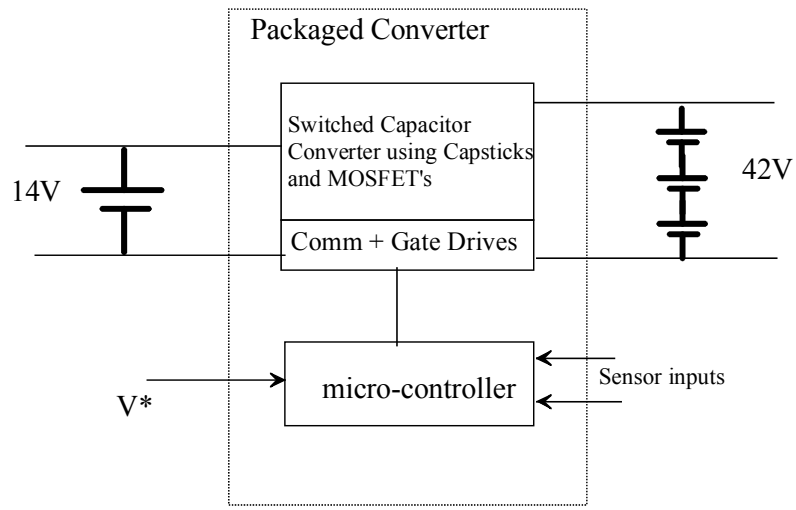 Packaged Converter
Switched Capacitor
Converter using Capsticks
and MOSFET's
14V
42V
Comm + Gate Drives
micro-controller
Sensor inputs
V*